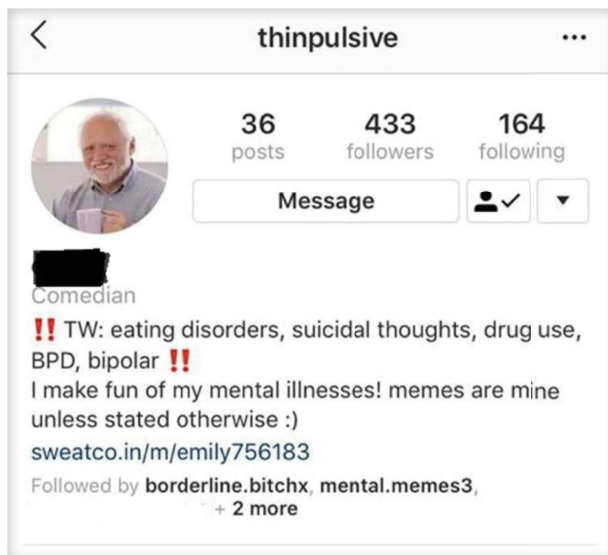 thinpulsive
36 433 164
posts followers following
Message
Comedian
‼️ TW: eating disorders, suicidal thoughts, drug use,
BPD, bipolar ‼️
I make fun of my mental illnesses! memes are mine
unless stated otherwise :)
sweatco.in/m/emily756183
Followed by borderline.bitchx, mental.memes3,
+ 2 more